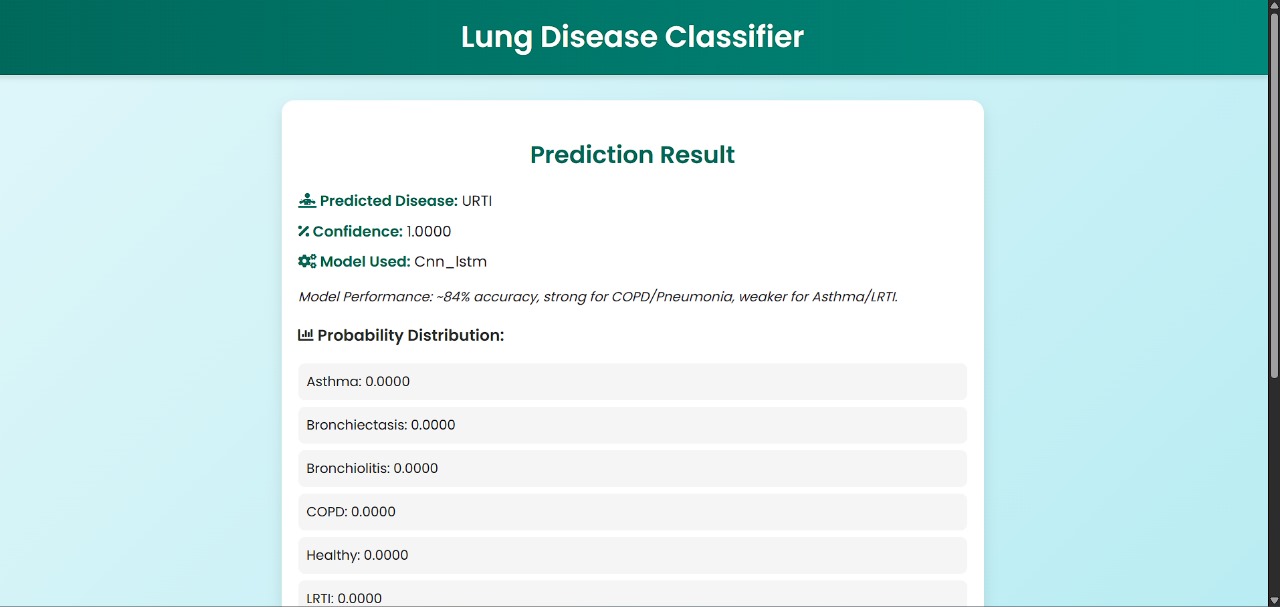 Lung Disease Classifier
Prediction Result
Predicted Disease: URTI
Confidence: 1.0000
Model Used: Cnn_lstm
Model Performance: ~84% accuracy, strong for COPD/Pneumonia, weaker for Asthma/LRTI.
Probability Distribution:
Asthma: 0.0000
Bronchiectasis: 0.0000
Bronchiolitis: 0.0000
COPD: 0.0000
Healthy: 0.0000
LRTI: 0.0000